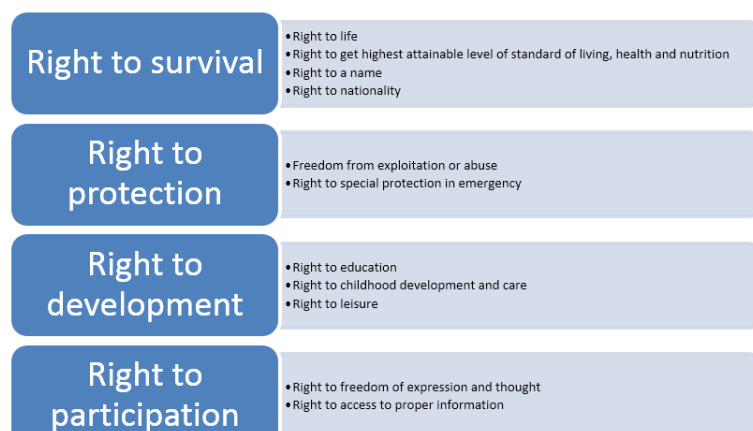 Right to survival
•Right to life
•Right to get highest attainable level of standard of living, health and nutrition
•Right to a name
•Right to nationality
Right to
protection
•Freedom from exploitation or abuse
•Right to special protection in emergency
Right to
development
•Right to education
•Right to childhood development and care
•Right to leisure
Right to
participation
•Right to freedom of expression and thought
•Right to access to proper information